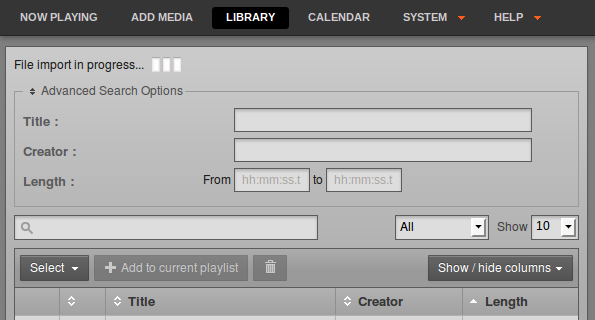 NOW PLAYING ADD MEDIA LIBRARY CALENDAR SYSTEM HELP
File import in progress...
Advanced Search Options
Title :
Creator :
Length : From hh:mm:ss.t to hh:mm:ss.t
All Show 10
Select + Add to current playlist Show / hide columns
Title Creator Length